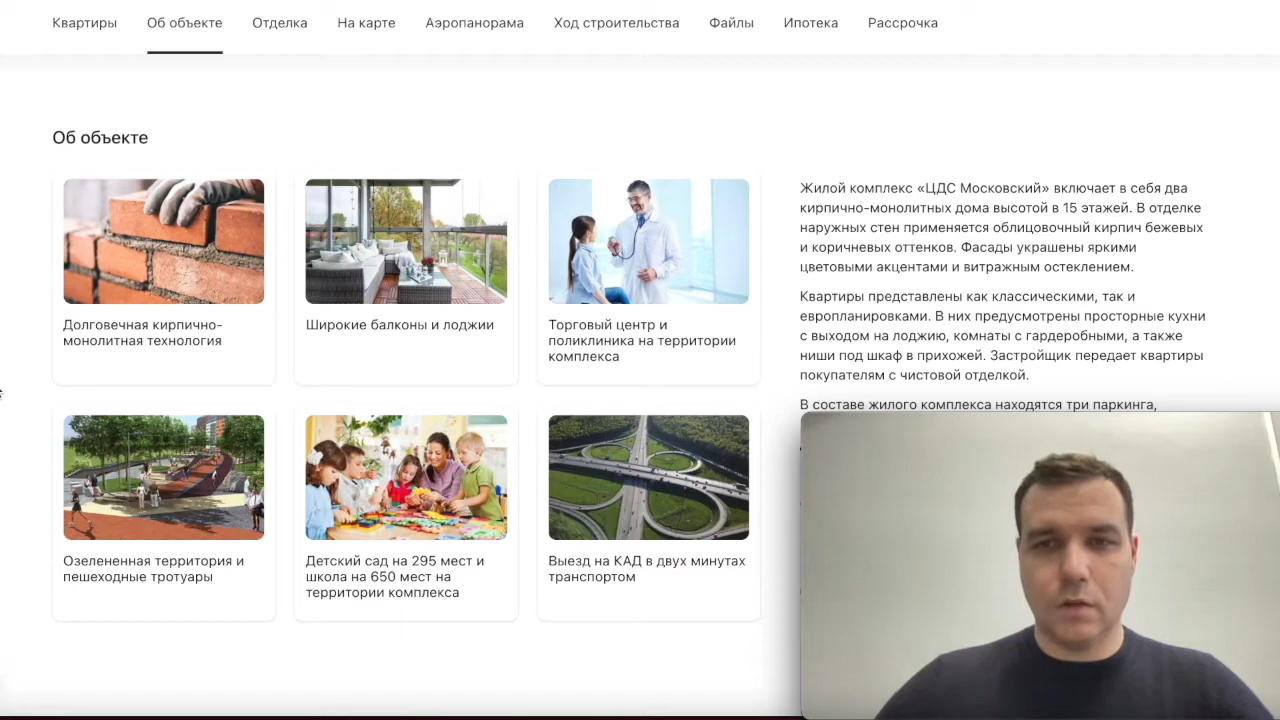 Квартиры Об объекте Отделка На карте Аэропанорама Ход строительства Файлы Ипотека Рассрочка
Об объекте
Долговечная кирпично-
монолитная технология
Широкие балконы и лоджии
Торговый центр и
поликлиника на территории
комплекса
Озелененная территория и
пешеходные тротуары
Детский сад на 295 мест и
школа на 650 мест на
территории комплекса
Выезд на КАД в двух минутах
транспортом
Жилой комплекс «ЦДС Московский» включает в себя два
кирпично-монолитных дома высотой в 15 этажей. В отделке
наружных стен применяется облицовочный кирпич бежевых
и коричневых оттенков. Фасады украшены яркими
цветовыми акцентами и витражным остеклением.
Квартиры представлены как классическими, так и
европланировками. В них предусмотрены просторные кухни
с выходом на лоджию, комнаты с гардеробными, а также
ниши под шкаф в прихожей. Застройщик передает квартиры
покупателям с чистовой отделкой.
В составе жилого комплекса находятся три паркинга,